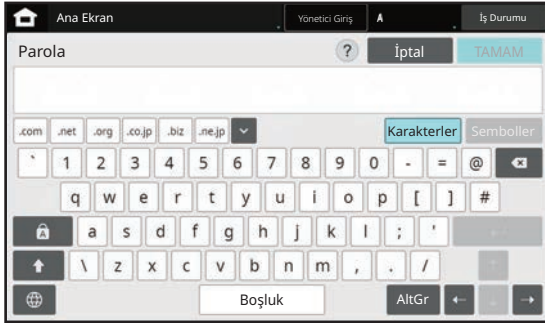 Ana Ekran Yönetici Giriş A İş Durumu
Parola ? İptal TAMAM
.com .net .org .co.jp .biz .ne.jp Karakterler Semboller
` 1 2 3 4 5 6 7 8 9 0 - = @
q w e r t y u i o p [ ] #
A a s d f g h j k l ; '
\ z x c v b n m , . /
Boşluk AltGr